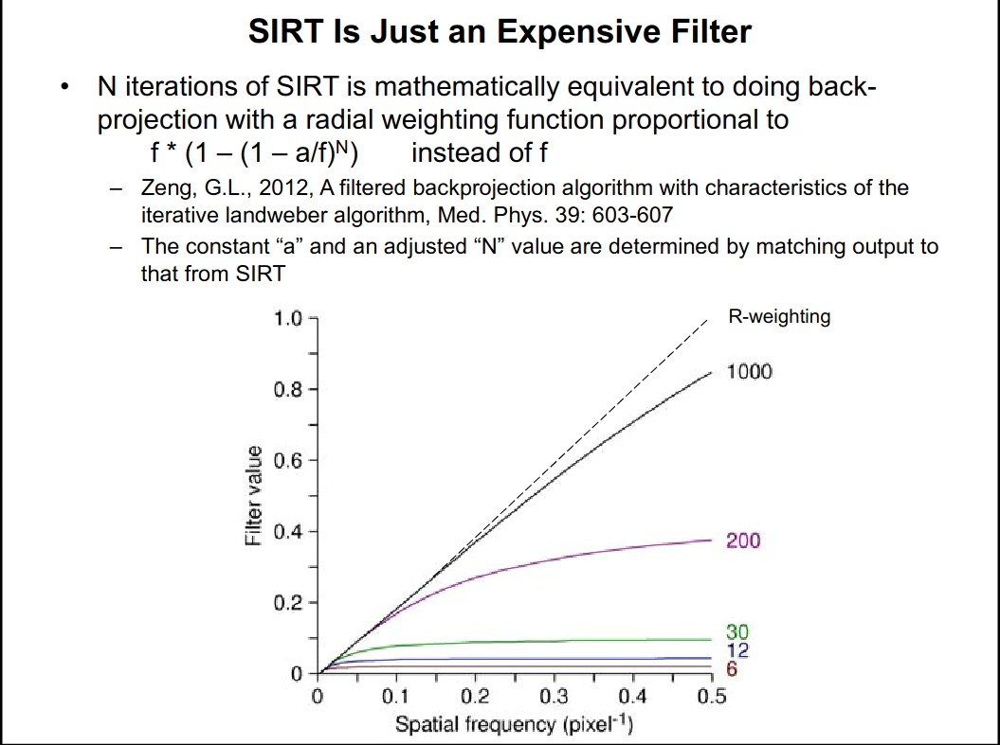 SIRT Is Just an Expensive Filter
• N iterations of SIRT is mathematically equivalent to doing back-
projection with a radial weighting function proportional to
f * (1 – (1 – a/f)ᴺ) instead of f
– Zeng, G.L., 2012, A filtered backprojection algorithm with characteristics of the
iterative landweber algorithm, Med. Phys. 39: 603-607
– The constant “a” and an adjusted “N” value are determined by matching output to
that from SIRT
R-weighting
1.0
1000
0.8
0.6
Filter value
0.4
200
0.2
30
12
6
0
0 0.1 0.2 0.3 0.4 0.5
Spatial frequency (pixel⁻¹)